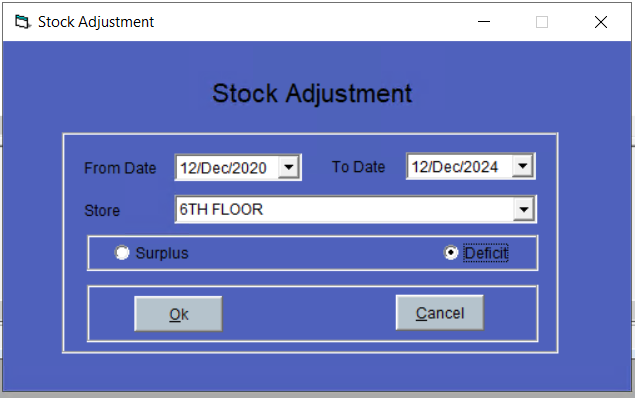 Stock Adjustment
Stock Adjustment
From Date 12/Dec/2020 To Date 12/Dec/2024
Store 6TH FLOOR
Surplus Deficit
Ok Cancel